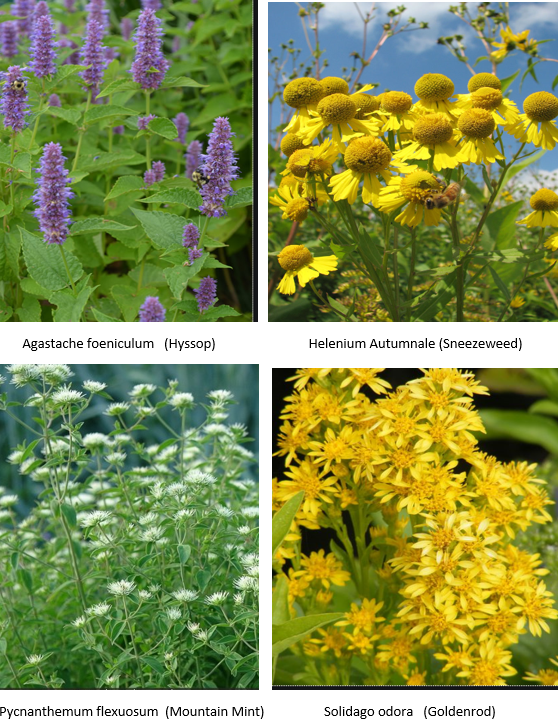 Agastache foeniculum (Hyssop)
Helenium Autumnale (Sneezeweed)
Pycnanthemum flexuosum (Mountain Mint)
Solidago odora (Goldenrod)